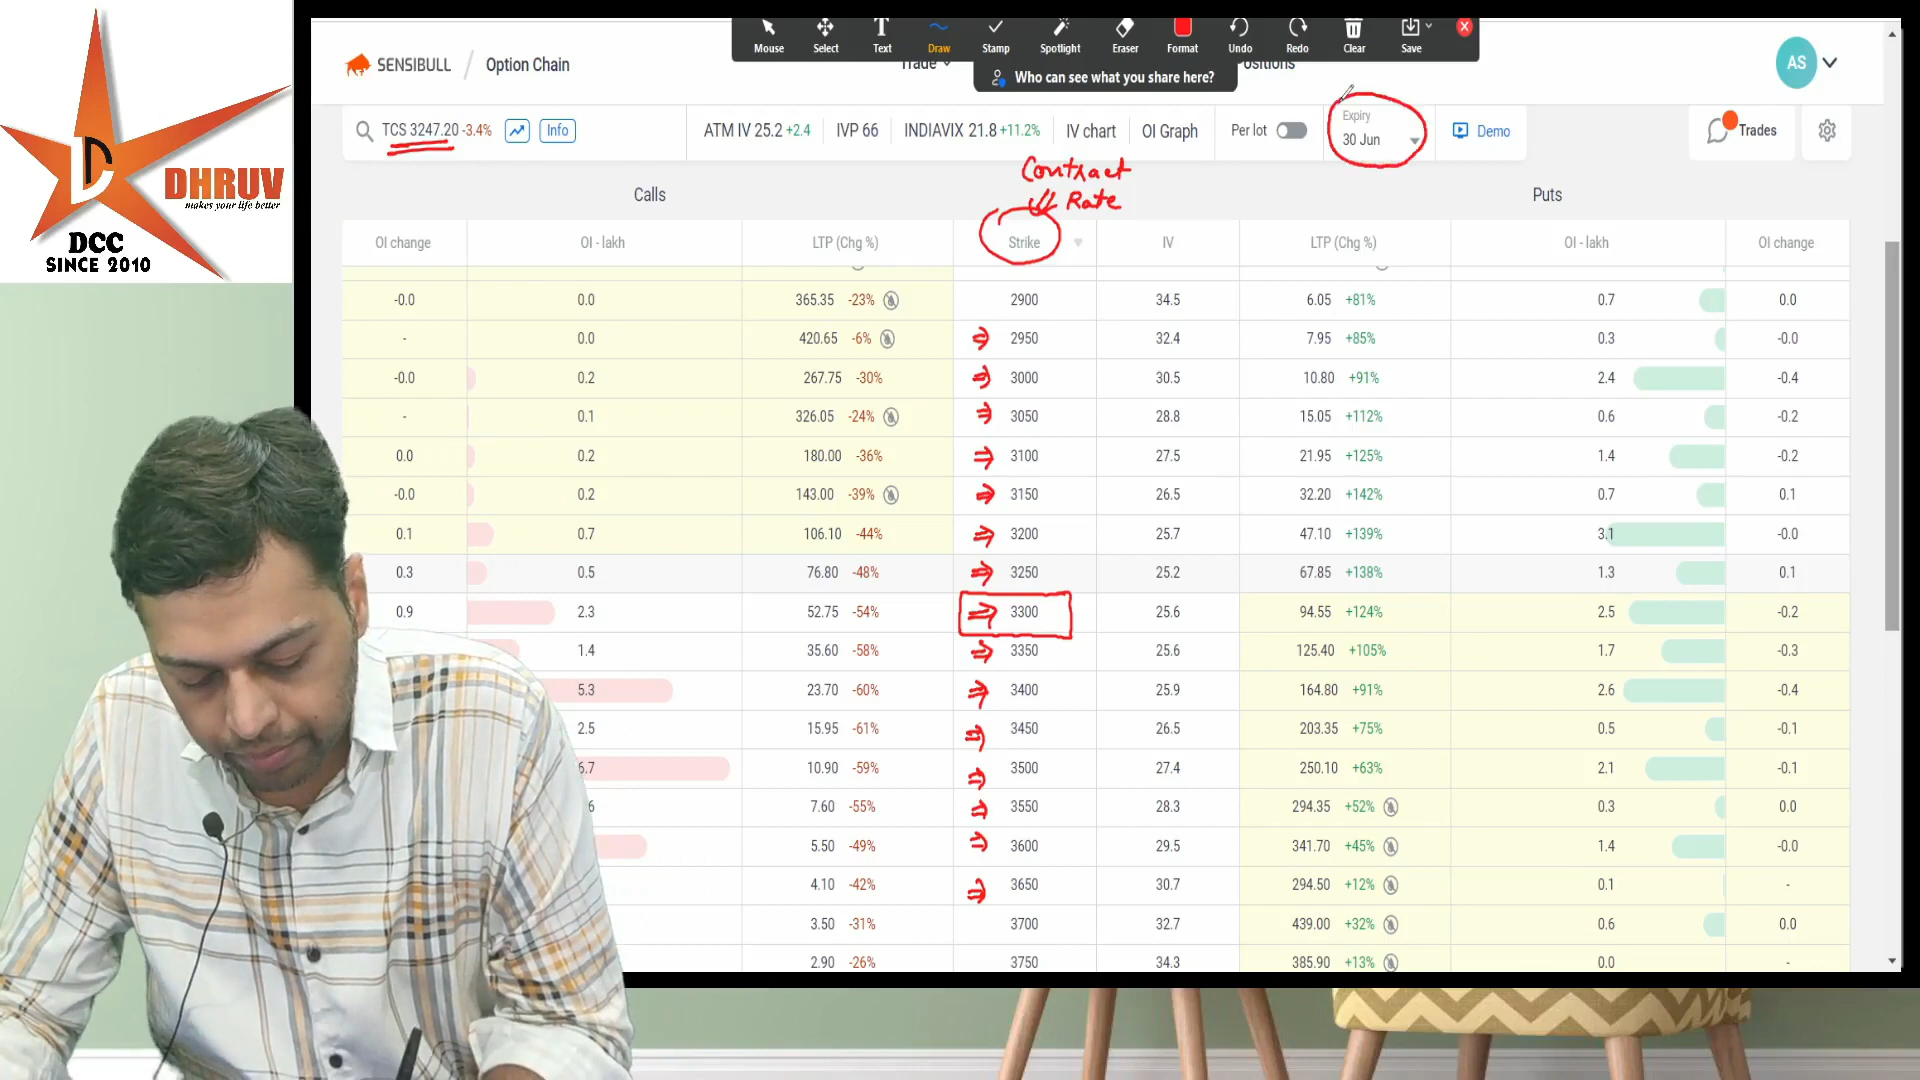 DHRUV
makes your life better
DCC
SINCE 2010
Mouse Select Text Draw Stamp Spotlight Eraser Format Undo Redo Clear Save
Who can see what you share here?
SENSIBULL / Option Chain Trade Positions AS
TCS 3247.20 -3.4% Info ATM IV 25.2 +2.4 IVP 66 INDIAVIX 21.8 +11.2% IV chart OI Graph Per lot Expiry 30 Jun Demo Trades
Contract
Rate
Calls Puts
OI change OI - lakh LTP (Chg %) Strike IV LTP (Chg %) OI - lakh OI change
-0.0 0.0 365.35 -23% 2900 34.5 6.05 +81% 0.7 0.0
- 0.0 420.65 -6% 2950 32.4 7.95 +85% 0.3 -0.0
-0.0 0.2 267.75 -30% 3000 30.5 10.80 +91% 2.4 -0.4
- 0.1 326.05 -24% 3050 28.8 15.05 +112% 0.6 -0.2
0.0 0.2 180.00 -36% 3100 27.5 21.95 +125% 1.4 -0.2
-0.0 0.2 143.00 -39% 3150 26.5 32.20 +142% 0.7 0.1
0.1 0.7 106.10 -44% 3200 25.7 47.10 +139% 3.1 -0.0
0.3 0.5 76.80 -48% 3250 25.2 67.85 +138% 1.3 0.1
0.9 2.3 52.75 -54% 3300 25.6 94.55 +124% 2.5 -0.2
1.4 35.60 -58% 3350 25.6 125.40 +105% 1.7 -0.3
5.3 23.70 -60% 3400 25.9 164.80 +91% 2.6 -0.4
2.5 15.95 -61% 3450 26.5 203.35 +75% 0.5 -0.1
6.7 10.90 -59% 3500 27.4 250.10 +63% 2.1 -0.1
6 7.60 -55% 3550 28.3 294.35 +52% 0.3 0.0
5.50 -49% 3600 29.5 341.70 +45% 1.4 -0.0
4.10 -42% 3650 30.7 294.50 +12% 0.1 -
3.50 -31% 3700 32.7 439.00 +32% 0.6 0.0
2.90 -26% 3750 34.3 385.90 +13% 0.0 -